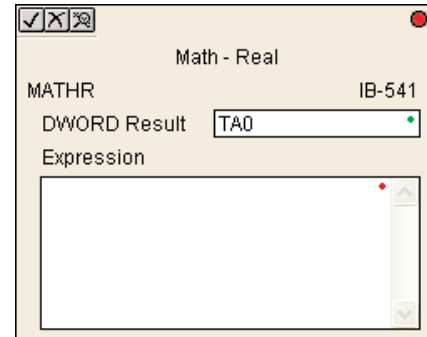 Math - Real
MATHR IB-541
DWORD Result TA0
Expression